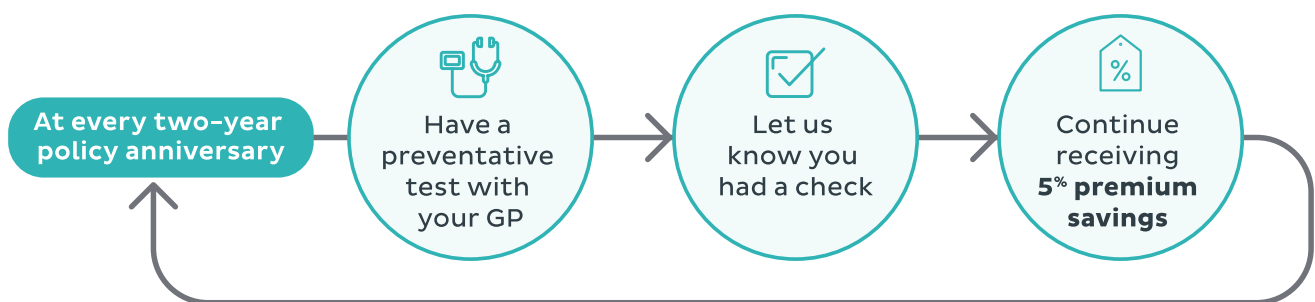 At every two-year
policy anniversary
Have a
preventative
test with
your GP
Let us
know you
had a check
%
Continue
receiving
5% premium
savings